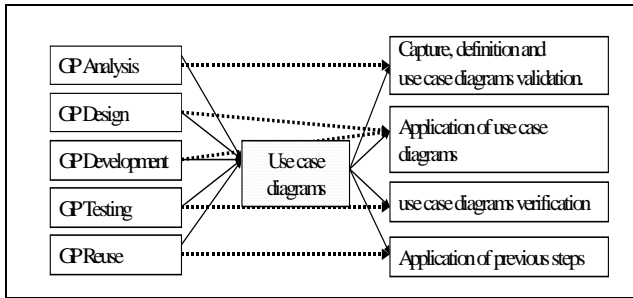 GP Analysis
GP Design
GP Development
GP Testing
GP Reuse
Use case
diagrams
Capture, definition and
use case diagrams validation.
Application of use case
diagrams
use case diagrams verification
Application of previous steps